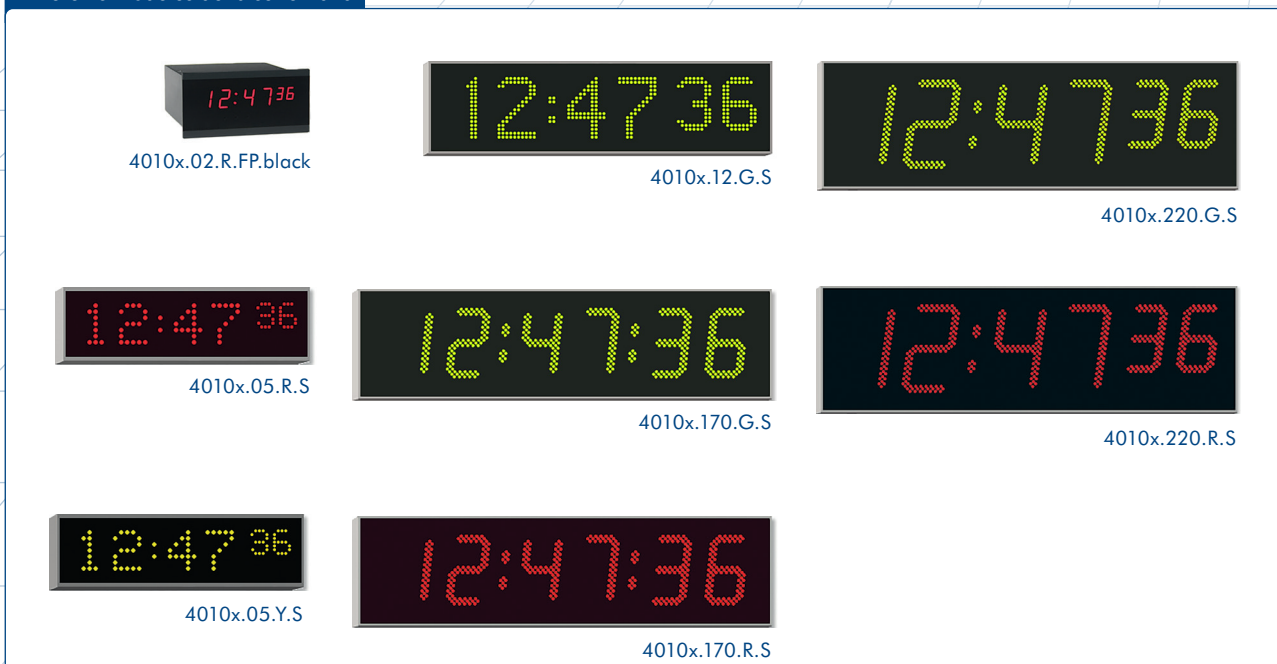 12:47 36
4010x.02.R.FP.black
12:47 36
4010x.12.G.S
12:47 36
4010x.220.G.S
12:47 36
4010x.05.R.S
12:47:36
4010x.170.G.S
12:47 36
4010x.220.R.S
12:47 36
4010x.05.Y.S
12:47:36
4010x.170.R.S